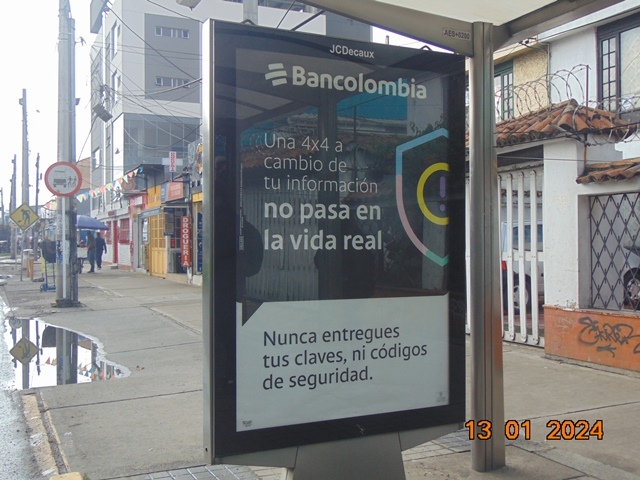 JCDecaux
Bancolombia
Una 4x4 a
cambio de
tu información
no pasa en
la vida real
Nunca entregues
tus claves, ni códigos
de seguridad.
DROGUERIA
13 01 2024